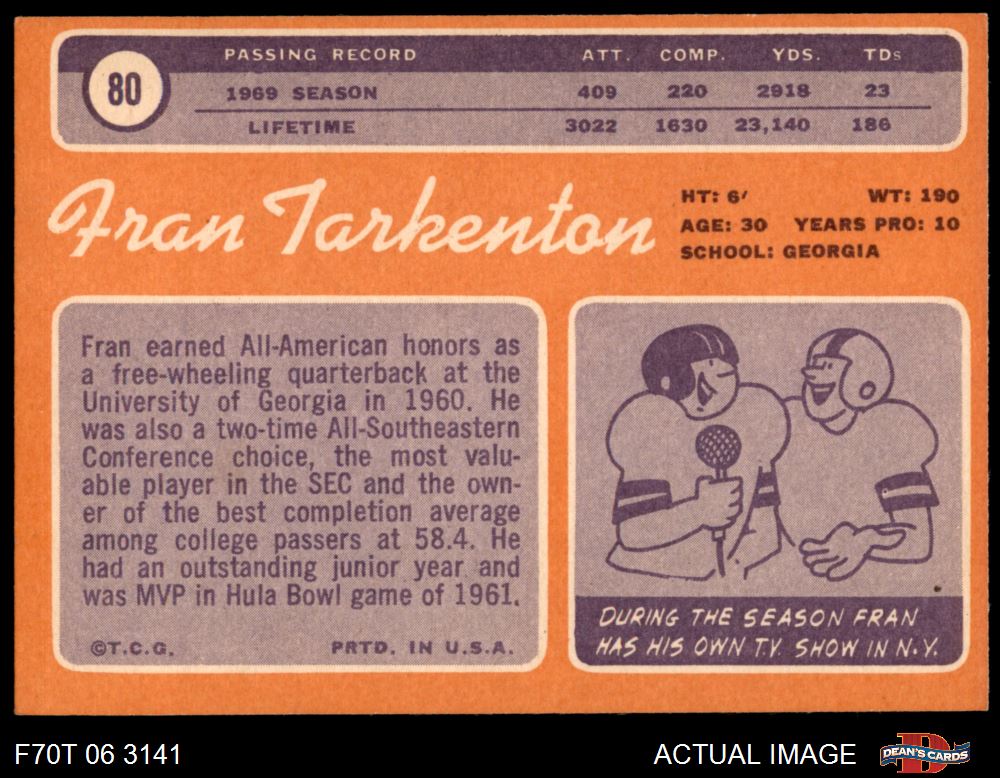 80
PASSING RECORD ATT. COMP. YDS. TDs
1969 SEASON 409 220 2918 23
LIFETIME 3022 1630 23,140 186
Fran Tarkenton
HT: 6' WT: 190
AGE: 30 YEARS PRO: 10
SCHOOL: GEORGIA
Fran earned All-American honors as
a free-wheeling quarterback at the
University of Georgia in 1960. He
was also a two-time All-Southeastern
Conference choice, the most valu-
able player in the SEC and the own-
er of the best completion average
among college passers at 58.4. He
had an outstanding junior year and
was MVP in Hula Bowl game of 1961.
©T.C.G. PRTD. IN U.S.A.
DURING THE SEASON FRAN
HAS HIS OWN T.V. SHOW IN N.Y.
F70T 06 3141 ACTUAL IMAGE DEAN'S CARDS